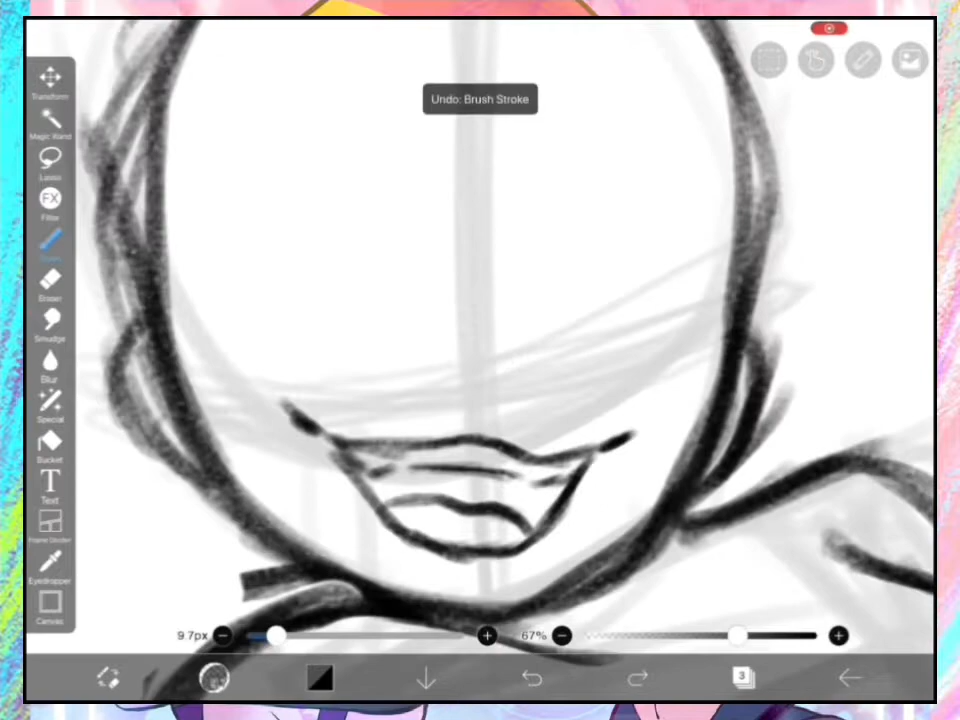 Undo: Brush Stroke
Transform
Magic Wand
Lasso
FX
Filter
Eraser
Smudge
Blur
Special
Bucket
T
Text
Frame Divider
Eyedropper
Canvas
9.7px
67%
3